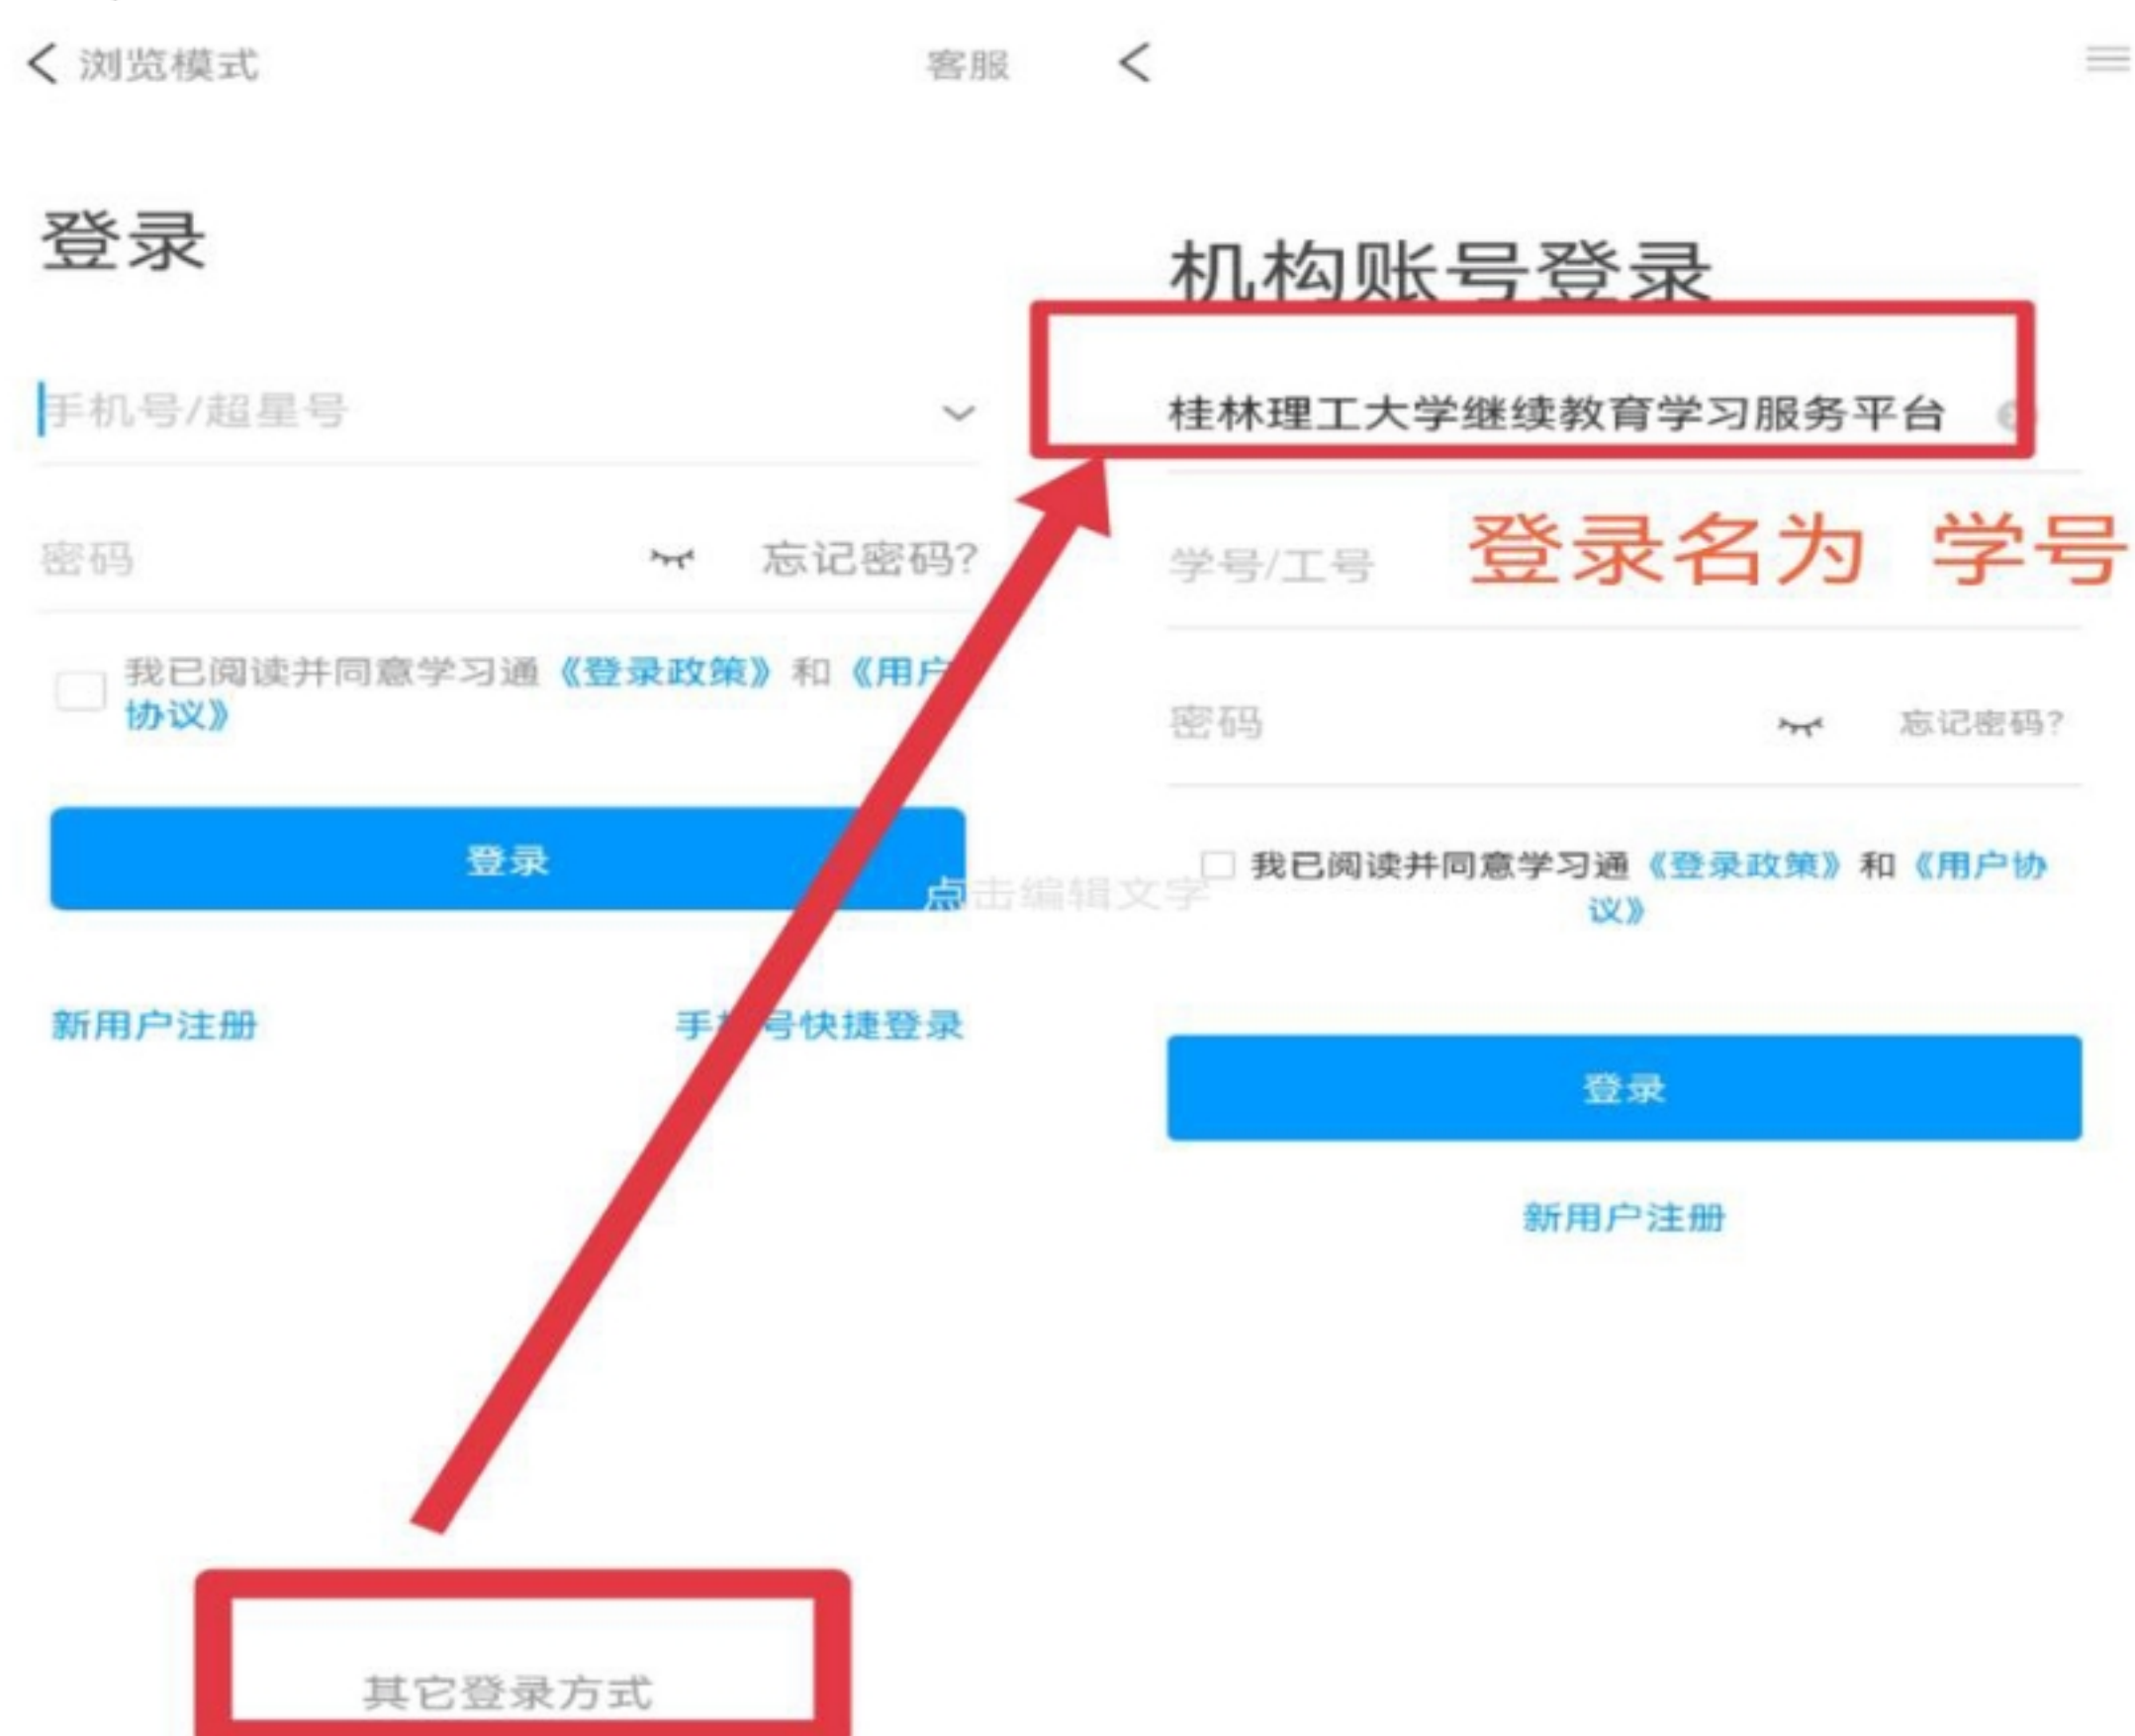 浏览模式
客服
登录
手机号/超星号
密码
忘记密码?
我已阅读并同意学习通《登录政策》和《用户
协议》
登录
新用户注册
手机号快捷登录
其它登录方式
点击编辑文字
机构账号登录
桂林理工大学继续教育学习服务平台
学号/工号
登录名为 学号
密码
忘记密码?
我已阅读并同意学习通《登录政策》和《用户协
议》
登录
新用户注册